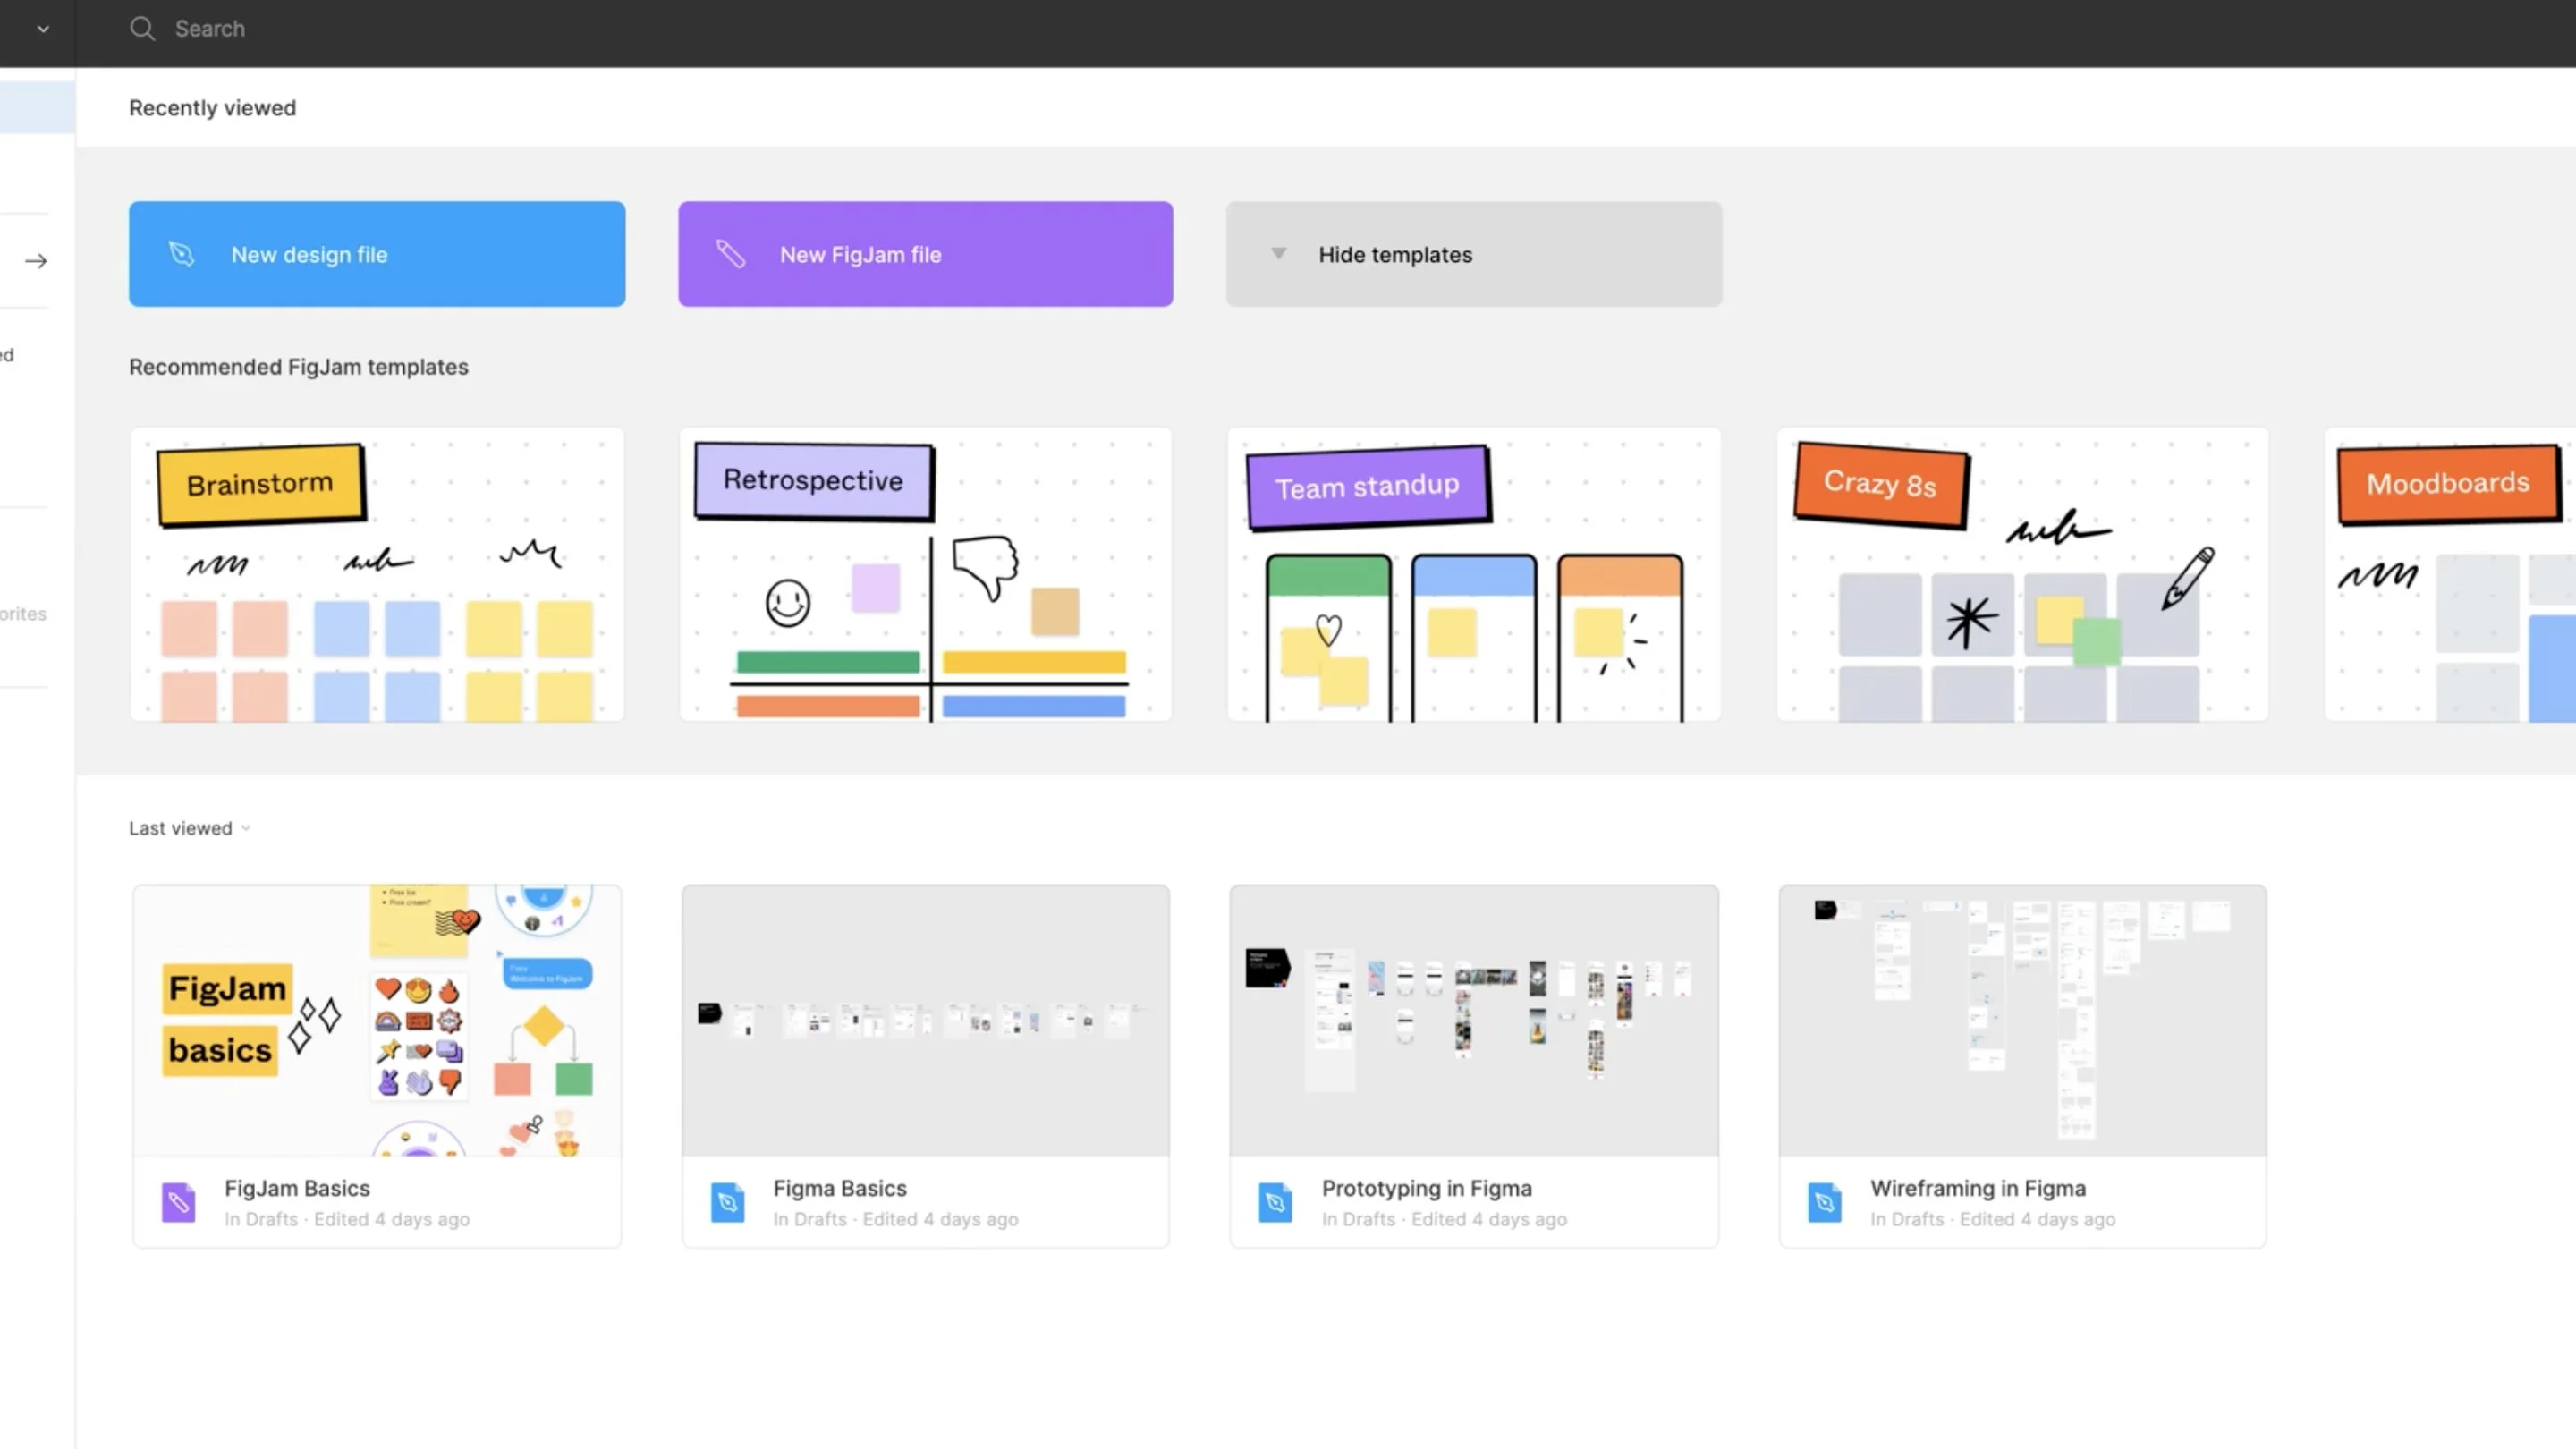 Search
Recently viewed
New design file
New FigJam file
Hide templates
ed
Recommended FigJam templates
Brainstorm
Retrospective
Team standup
Crazy 8s
Moodboards
orites
Last viewed
FigJam
basics
Welcome to FigJam
FigJam Basics
In Drafts · Edited 4 days ago
Figma Basics
In Drafts · Edited 4 days ago
Prototyping in Figma
In Drafts · Edited 4 days ago
Wireframing in Figma
In Drafts · Edited 4 days ago